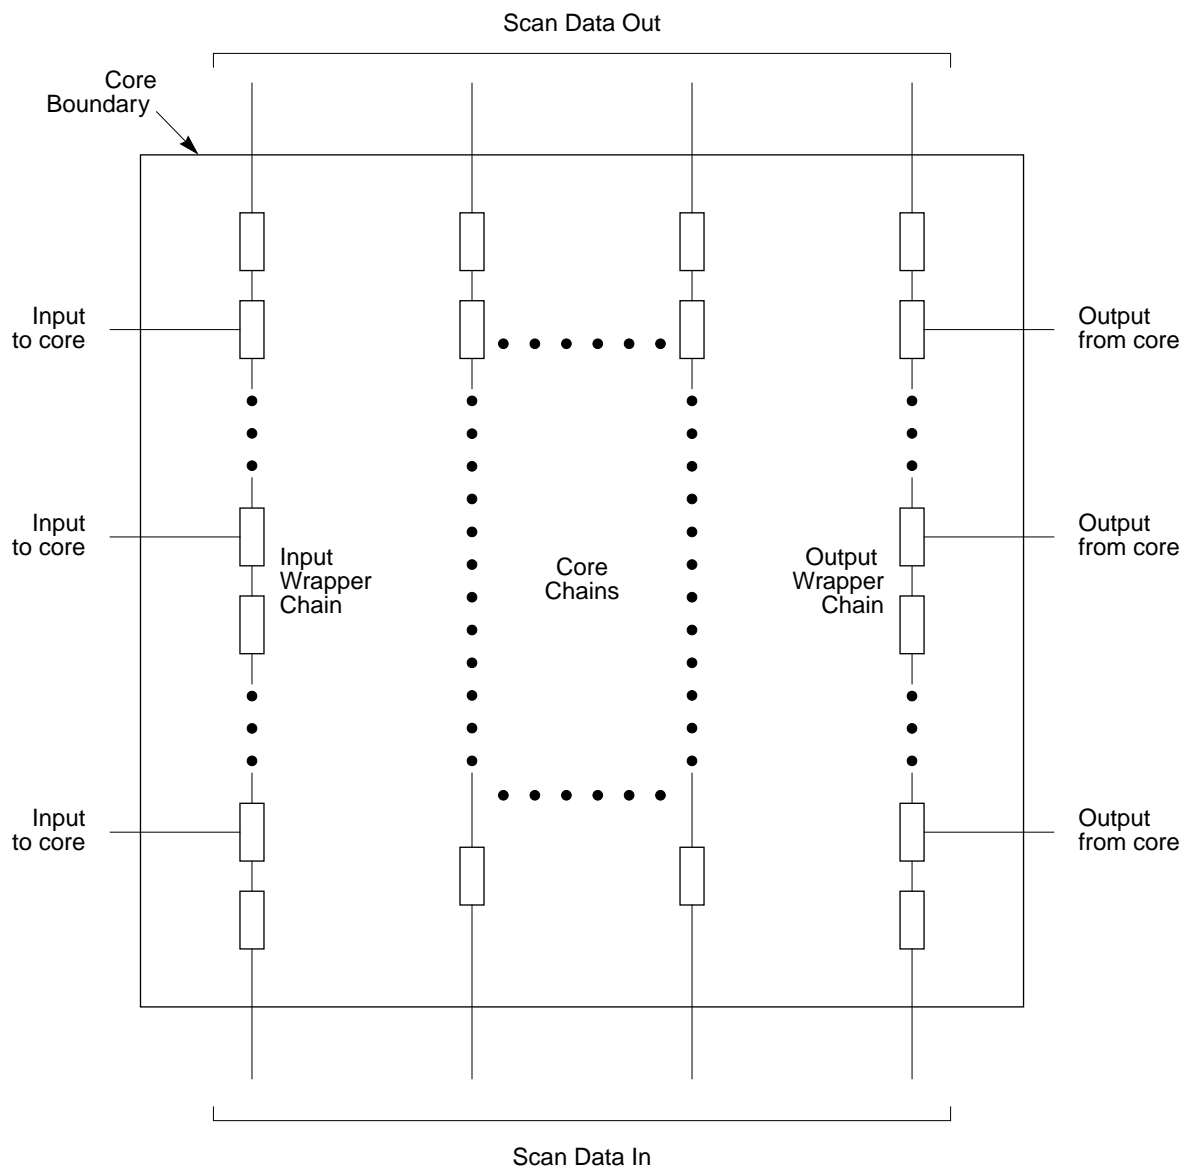 Scan Data Out
Core
Boundary
Input
to core
Output
from core
Input
to core
Input
Wrapper
Chain
Core
Chains
Output
Wrapper
Chain
Output
from core
Input
to core
Output
from core
Scan Data In